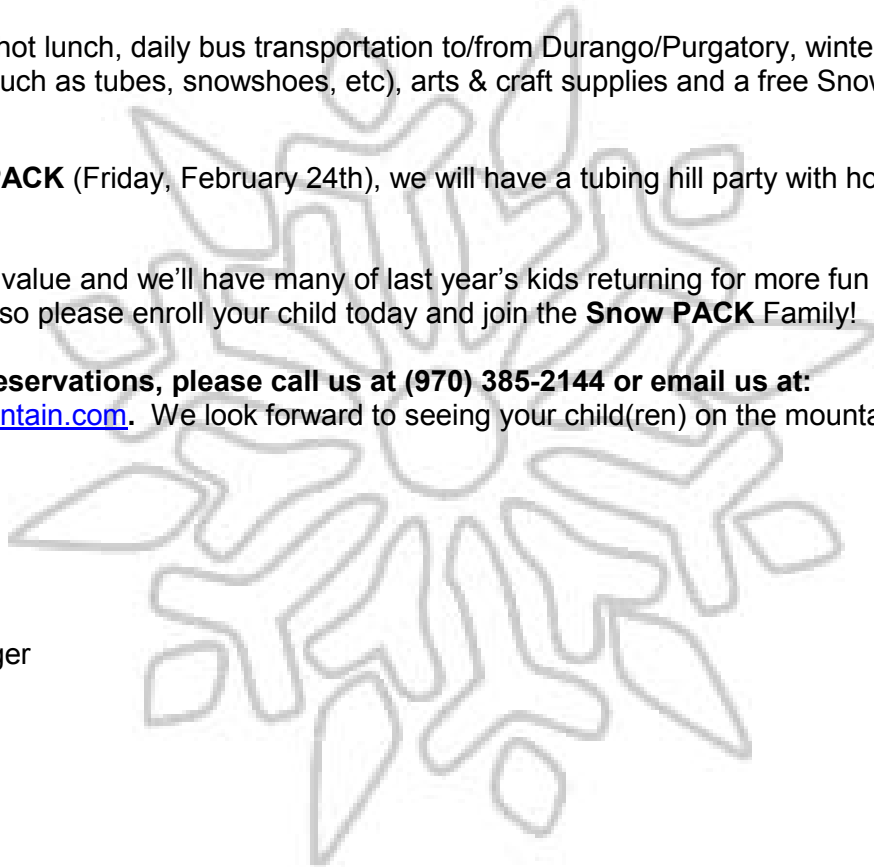 not lunch, daily bus transportation to/from Durango/Purgatory, winte
uch as tubes, snowshoes, etc), arts & craft supplies and a free Snow
PACK (Friday, February 24th), we will have a tubing hill party with ho
value and we'll have many of last year's kids returning for more fun
so please enroll your child today and join the Snow PACK Family!
eservations, please call us at (970) 385-2144 or email us at:
ntain.com. We look forward to seeing your child(ren) on the mounta
ger